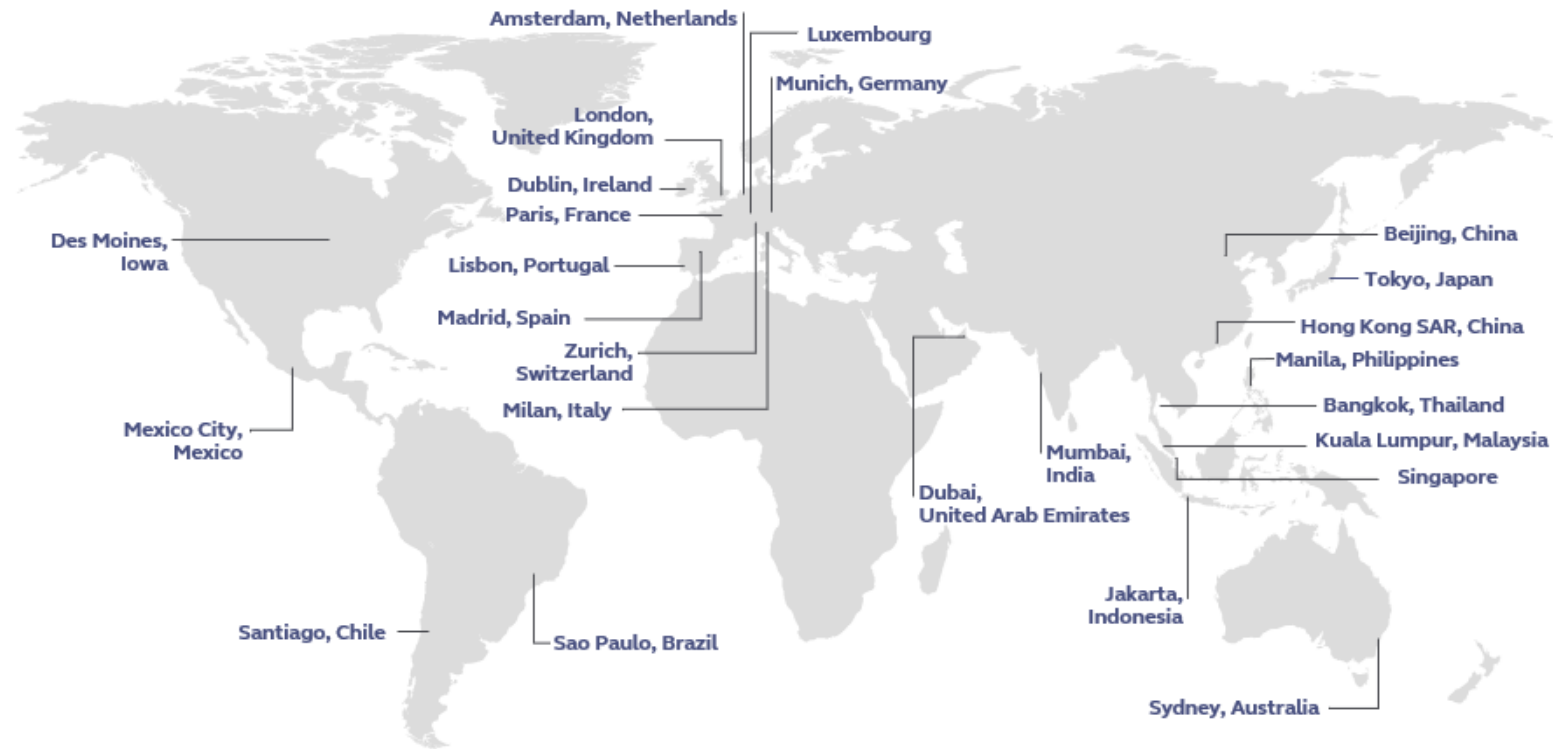 Amsterdam, Netherlands
Luxembourg
Munich, Germany
London,
United Kingdom
Dublin, Ireland
Paris, France
Des Moines,
Iowa
Lisbon, Portugal
Madrid, Spain
Zurich,
Switzerland
Milan, Italy
Mexico City,
Mexico
Beijing, China
Tokyo, Japan
Hong Kong SAR, China
Manila, Philippines
Bangkok, Thailand
Kuala Lumpur, Malaysia
Singapore
Mumbai,
India
Dubai,
United Arab Emirates
Jakarta,
Indonesia
Santiago, Chile
Sao Paulo, Brazil
Sydney, Australia